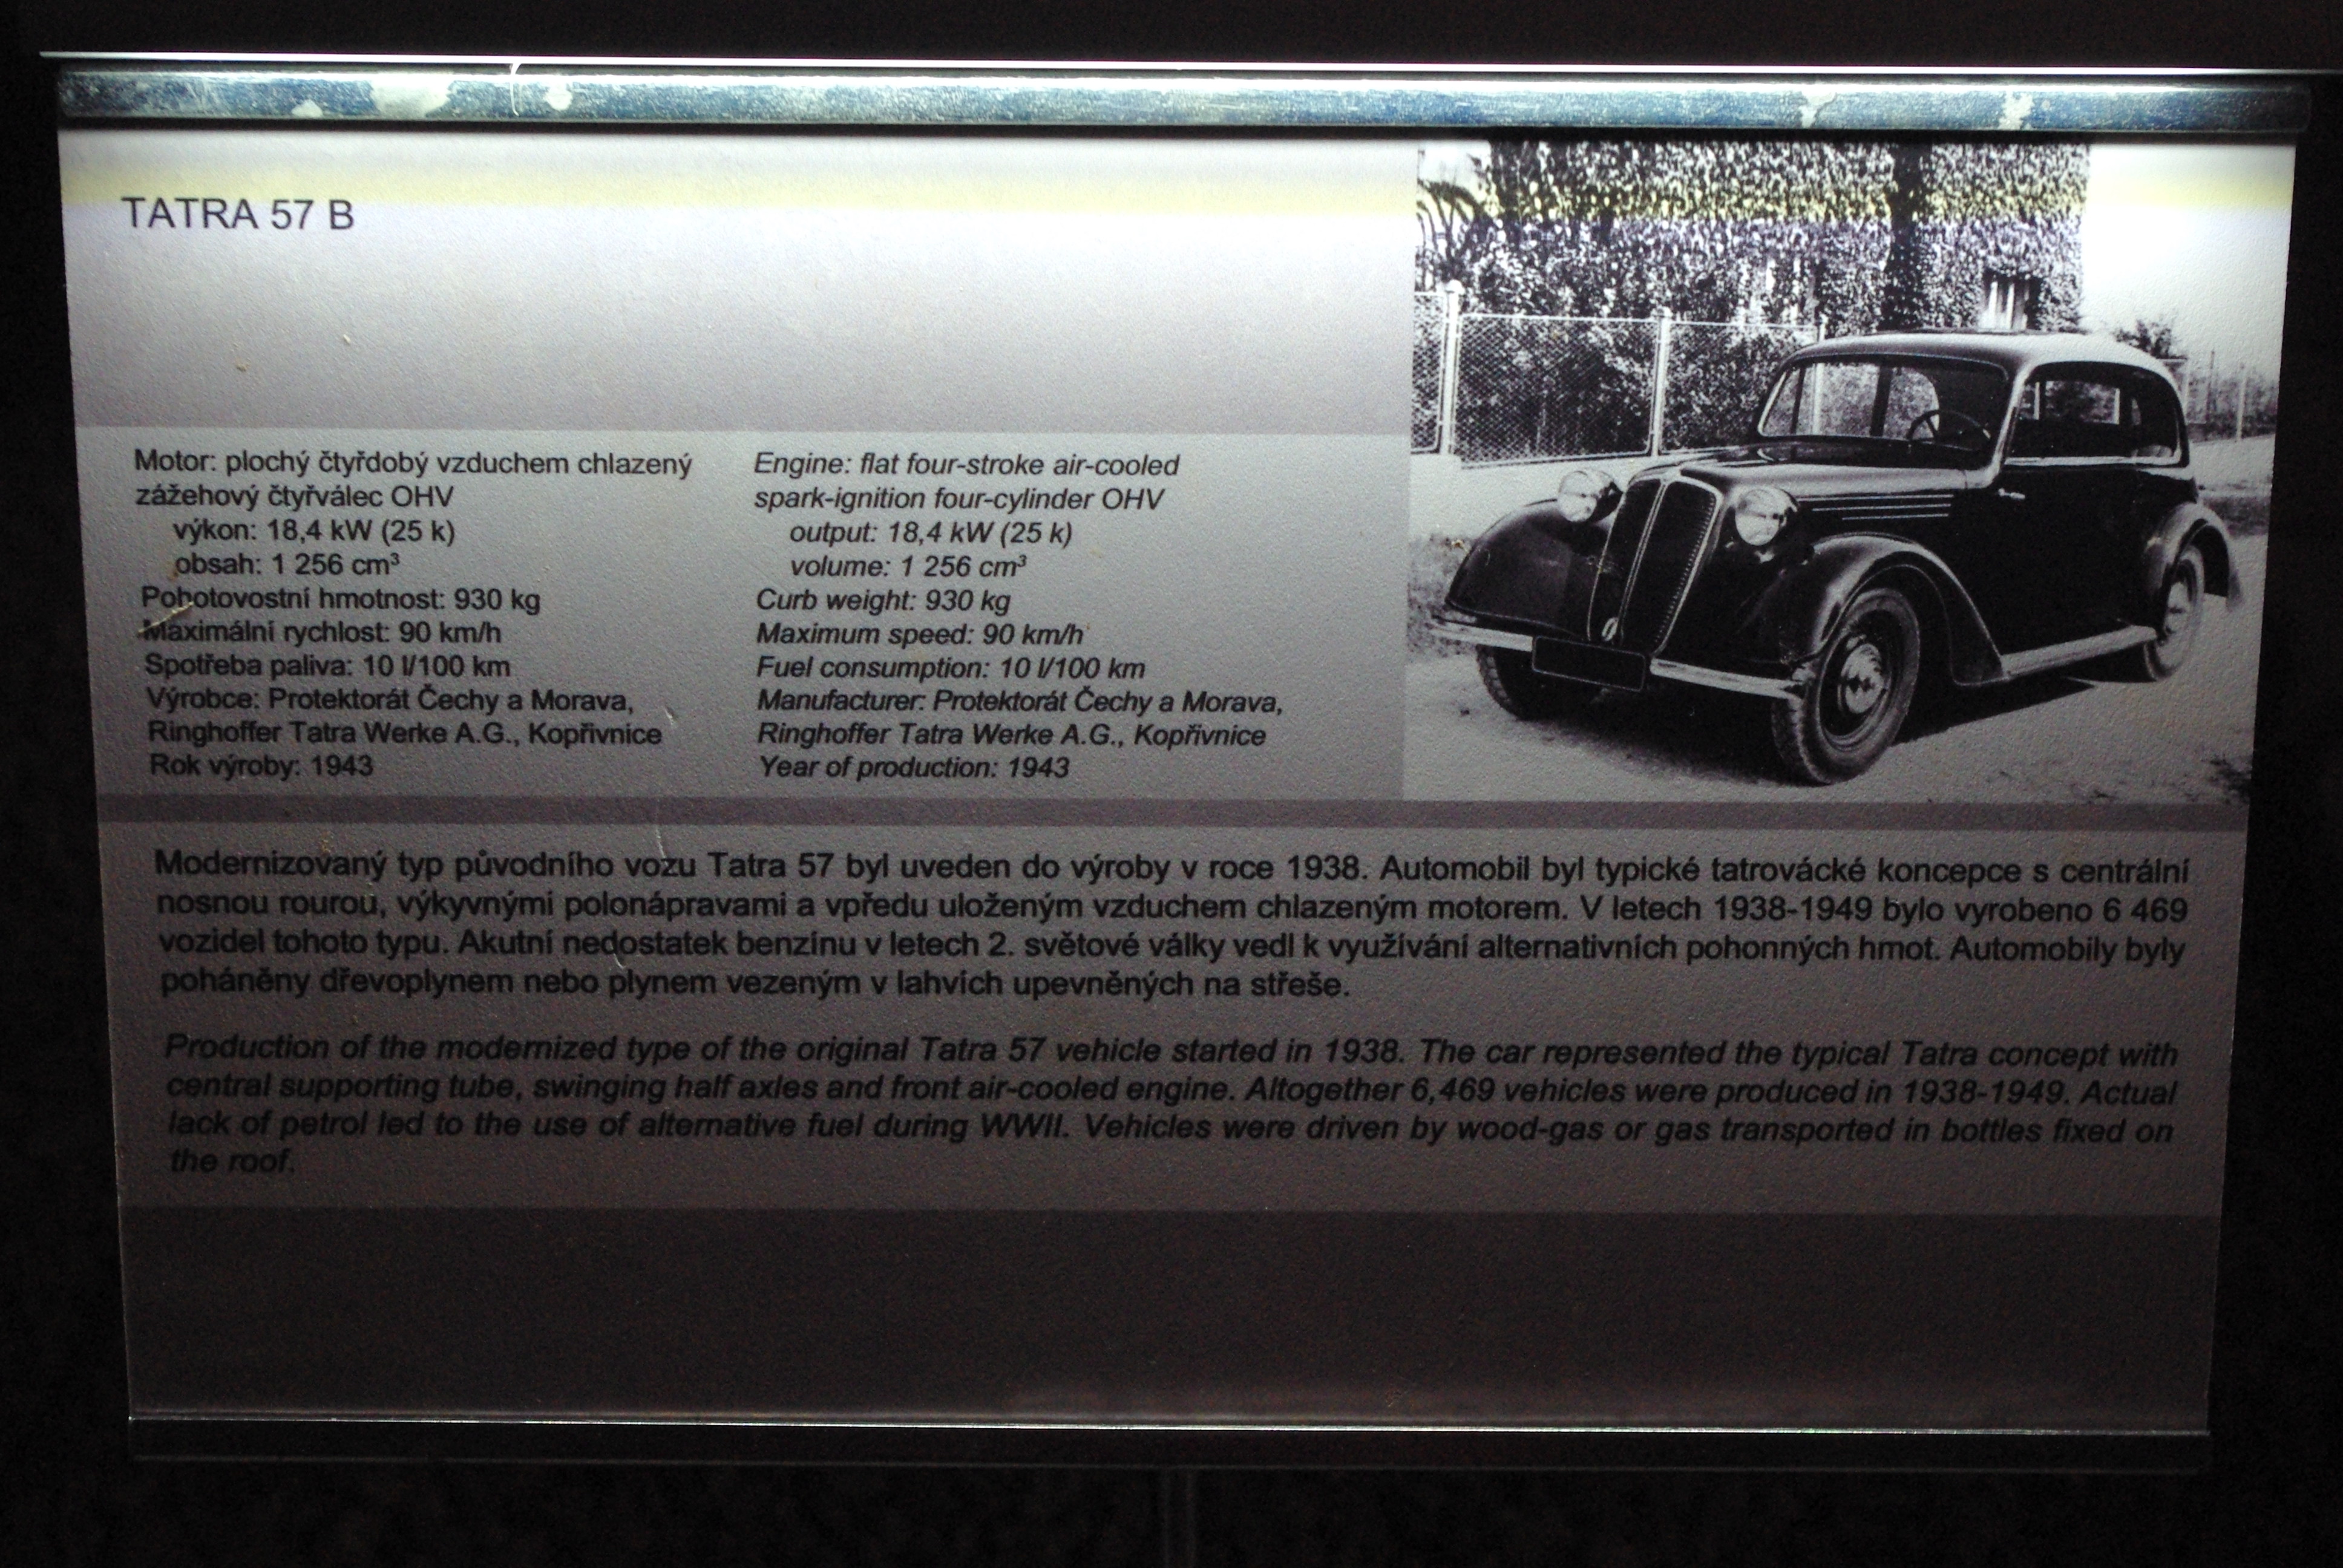 TATRA 57 B
Motor: plochý čtyřdobý vzduchem chlazený
zážehový čtyřválec OHV
výkon: 18,4 kW (25 k)
obsah: 1 256 cm³
Pohotovostní hmotnost: 930 kg
Maximální rychlost: 90 km/h
Spotřeba paliva: 10 l/100 km
Výrobce: Protektorát Čechy a Morava,
Ringhoffer Tatra Werke A.G., Kopřivnice
Rok výroby: 1943
Engine: flat four-stroke air-cooled
spark-ignition four-cylinder OHV
output: 18,4 kW (25 k)
volume: 1 256 cm³
Curb weight: 930 kg
Maximum speed: 90 km/h
Fuel consumption: 10 l/100 km
Manufacturer: Protektorát Čechy a Morava,
Ringhoffer Tatra Werke A.G., Kopřivnice
Year of production: 1943
Modernizovaný typ původního vozu Tatra 57 byl uveden do výroby v roce 1938. Automobil byl typické tatrovácké koncepce s centrální
nosnou rourou, výkyvnými polonápravami a vpředu uloženým vzduchem chlazeným motorem. V letech 1938-1949 bylo vyrobeno 6 469
vozidel tohoto typu. Akutní nedostatek benzínu v letech 2. světové války vedl k využívání alternativních pohonných hmot. Automobily byly
poháněny dřevoplynem nebo plynem vezeným v lahvích upevněných na střeše.
Production of the modernized type of the original Tatra 57 vehicle started in 1938. The car represented the typical Tatra concept with
central supporting tube, swinging half axles and front air-cooled engine. Altogether 6,469 vehicles were produced in 1938-1949. Actual
lack of petrol led to the use of alternative fuel during WWII. Vehicles were driven by wood-gas or gas transported in bottles fixed on
the roof.